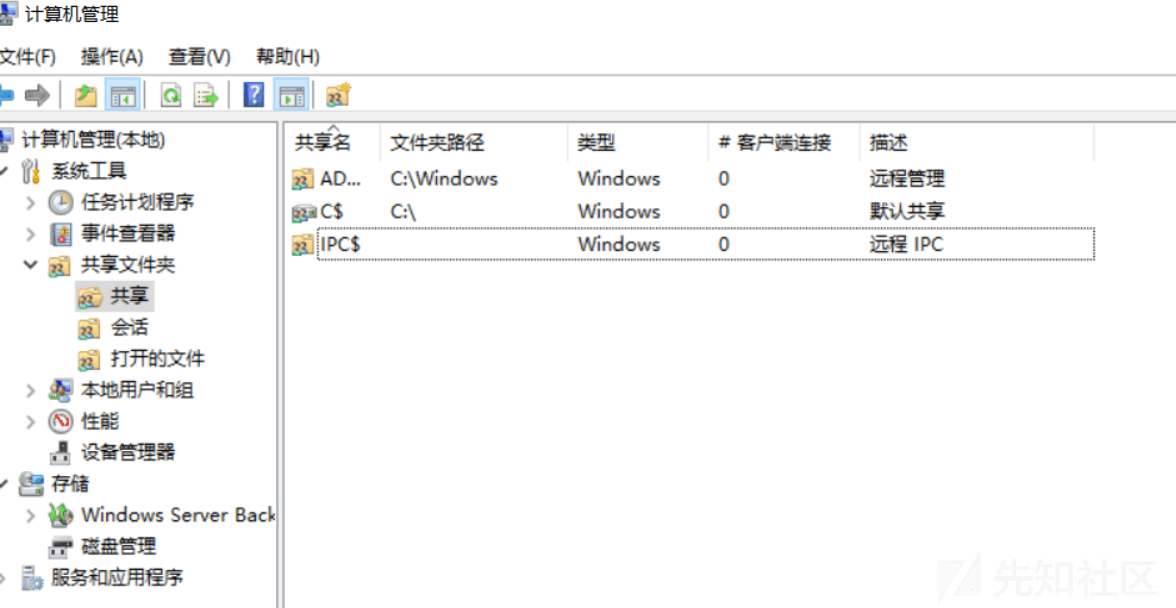 计算机管理
文件(F) 操作(A) 查看(V) 帮助(H)
计算机管理(本地)
系统工具
任务计划程序
事件查看器
共享文件夹
共享
会话
打开的文件
本地用户和组
性能
设备管理器
存储
Windows Server Back
磁盘管理
服务和应用程序
共享名 文件夹路径 类型 # 客户端连接 描述
AD... C:\Windows Windows 0 远程管理
C$ C:\ Windows 0 默认共享
IPC$ Windows 0 远程 IPC
先知社区